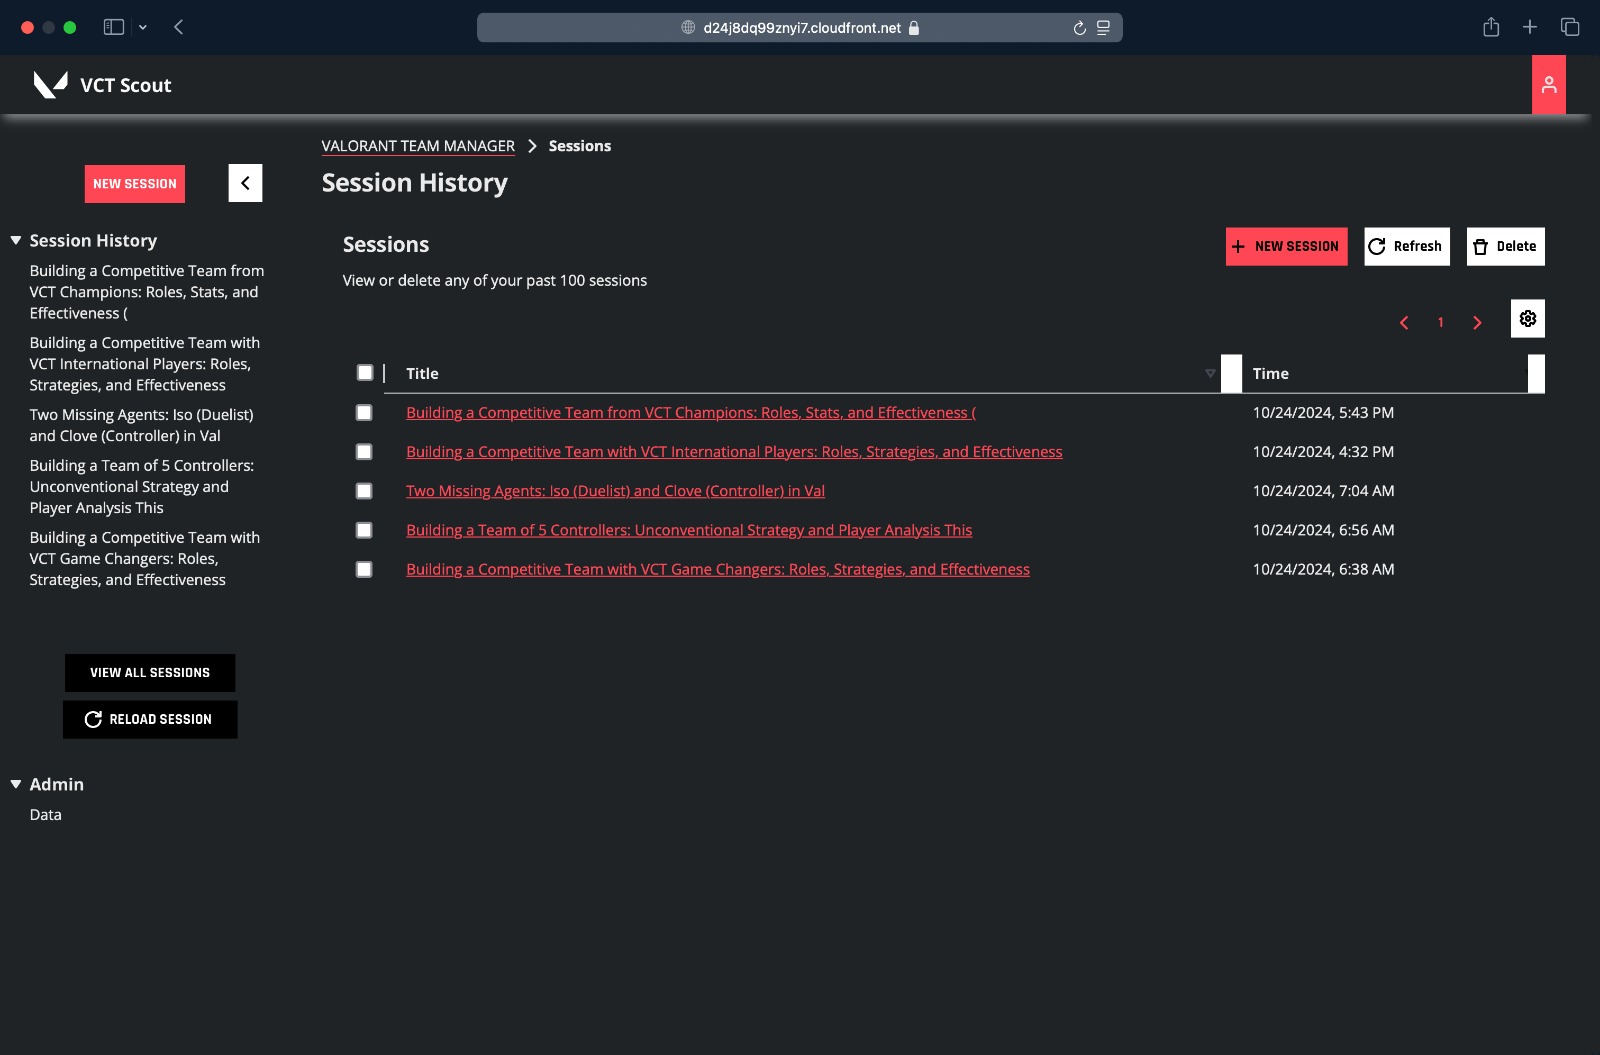 d24j8dq99znyi7.cloudfront.net
VCT Scout
VALORANT TEAM MANAGER
Sessions
Session History
NEW SESSION
Session History
Building a Competitive Team from
VCT Champions: Roles, Stats, and
Effectiveness (
Building a Competitive Team with
VCT International Players: Roles,
Strategies, and Effectiveness
Two Missing Agents: Iso (Duelist)
and Clove (Controller) in Val
Building a Team of 5 Controllers:
Unconventional Strategy and
Player Analysis This
Building a Competitive Team with
VCT Game Changers: Roles,
Strategies, and Effectiveness
VIEW ALL SESSIONS
RELOAD SESSION
Admin
Data
Sessions
View or delete any of your past 100 sessions
NEW SESSION
Refresh
Delete
1
Title
Time
Building a Competitive Team from VCT Champions: Roles, Stats, and Effectiveness (
10/24/2024, 5:43 PM
Building a Competitive Team with VCT International Players: Roles, Strategies, and Effectiveness
10/24/2024, 4:32 PM
Two Missing Agents: Iso (Duelist) and Clove (Controller) in Val
10/24/2024, 7:04 AM
Building a Team of 5 Controllers: Unconventional Strategy and Player Analysis This
10/24/2024, 6:56 AM
Building a Competitive Team with VCT Game Changers: Roles, Strategies, and Effectiveness
10/24/2024, 6:38 AM